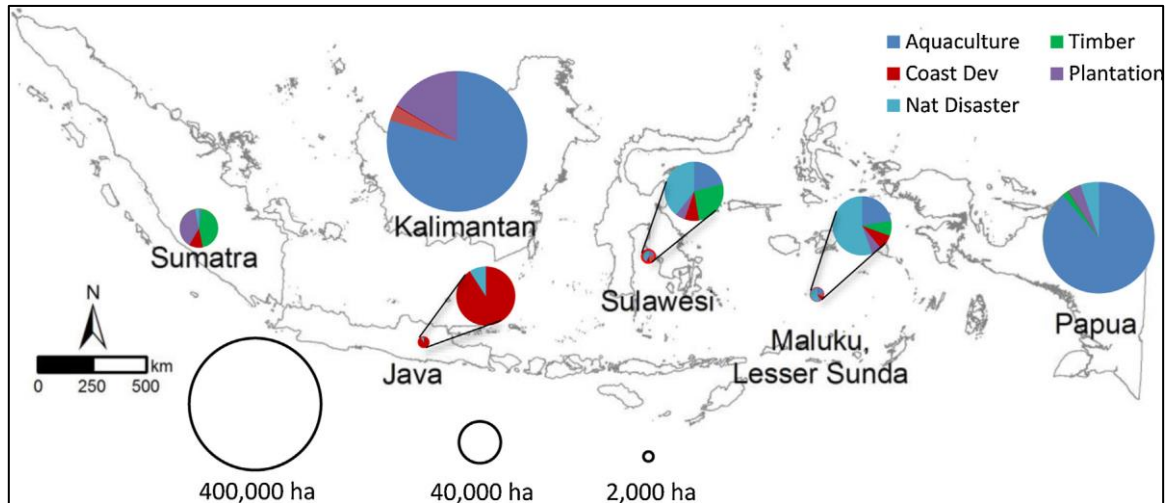 Aquaculture
Timber
Coast Dev
Plantation
Nat Disaster
Kalimantan
Sumatra
Sulawesi
Papua
Maluku,
Lesser Sunda
Java
N
km
0 250 500
400,000 ha
40,000 ha
2,000 ha